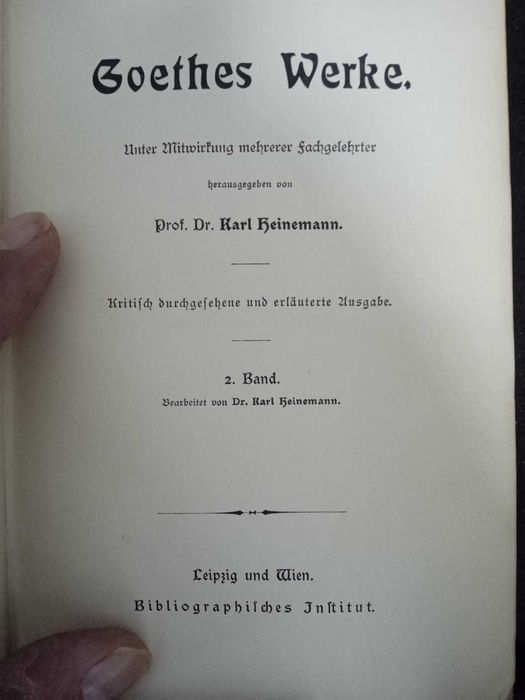 Goethes Werke.
Unter Mitwirkung mehrerer Fachgelehrter
herausgegeben von
Prof. Dr. Karl Heinemann.
Kritisch durchgesehene und erläuterte Ausgabe.
2. Band.
Bearbeitet von Dr. Karl Heinemann.
Leipzig und Wien.
Bibliographisches Institut.